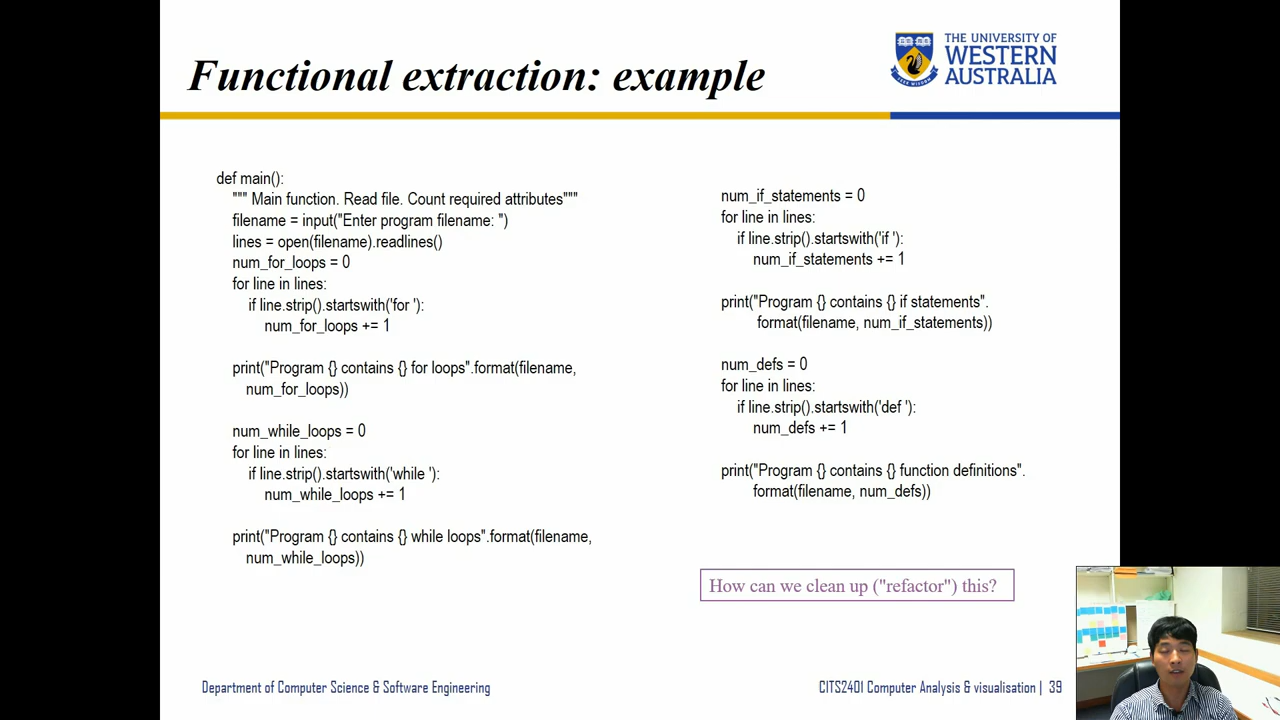 Functional extraction: example
THE UNIVERSITY OF
WESTERN
AUSTRALIA
def main():
""" Main function. Read file. Count required attributes"""
filename = input("Enter program filename: ")
lines = open(filename).readlines()
num_for_loops = 0
for line in lines:
if line.strip().startswith('for '):
num_for_loops += 1
print("Program {} contains {} for loops".format(filename,
num_for_loops))
num_while_loops = 0
for line in lines:
if line.strip().startswith('while '):
num_while_loops += 1
print("Program {} contains {} while loops".format(filename,
num_while_loops))
num_if_statements = 0
for line in lines:
if line.strip().startswith('if '):
num_if_statements += 1
print("Program {} contains {} if statements".
format(filename, num_if_statements))
num_defs = 0
for line in lines:
if line.strip().startswith('def '):
num_defs += 1
print("Program {} contains {} function definitions".
format(filename, num_defs))
How can we clean up ("refactor") this?
Department of Computer Science & Software Engineering
CITS2401 Computer Analysis & visualisation | 39